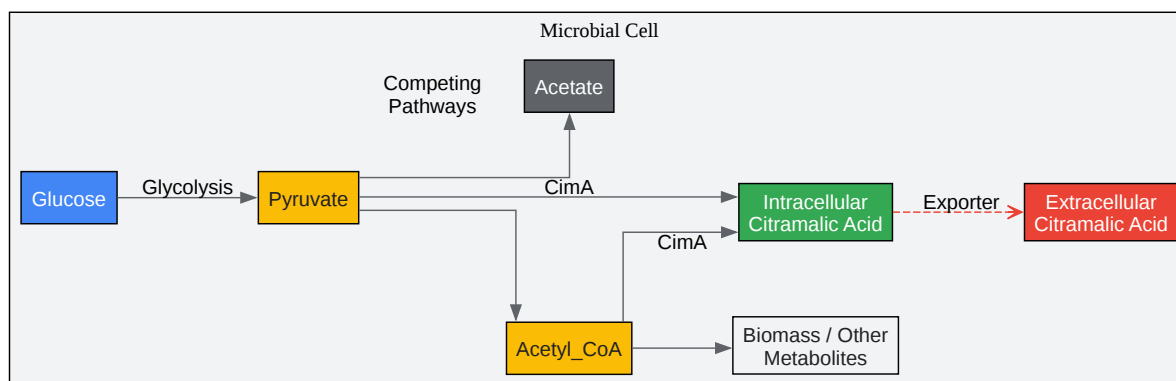 Microbial Cell
Competing
Pathways
Acetate
Glucose
Glycolysis
Pyruvate
CimA
Intracellular
Citramalic Acid
Exporter
Extracellular
Citramalic Acid
CimA
Acetyl_CoA
Biomass / Other
Metabolites